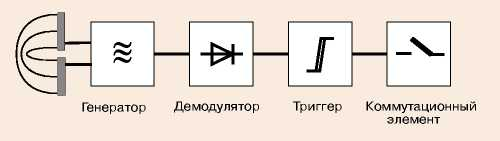 Генератор
Демодулятор
Триггер
Коммутационный
элемент